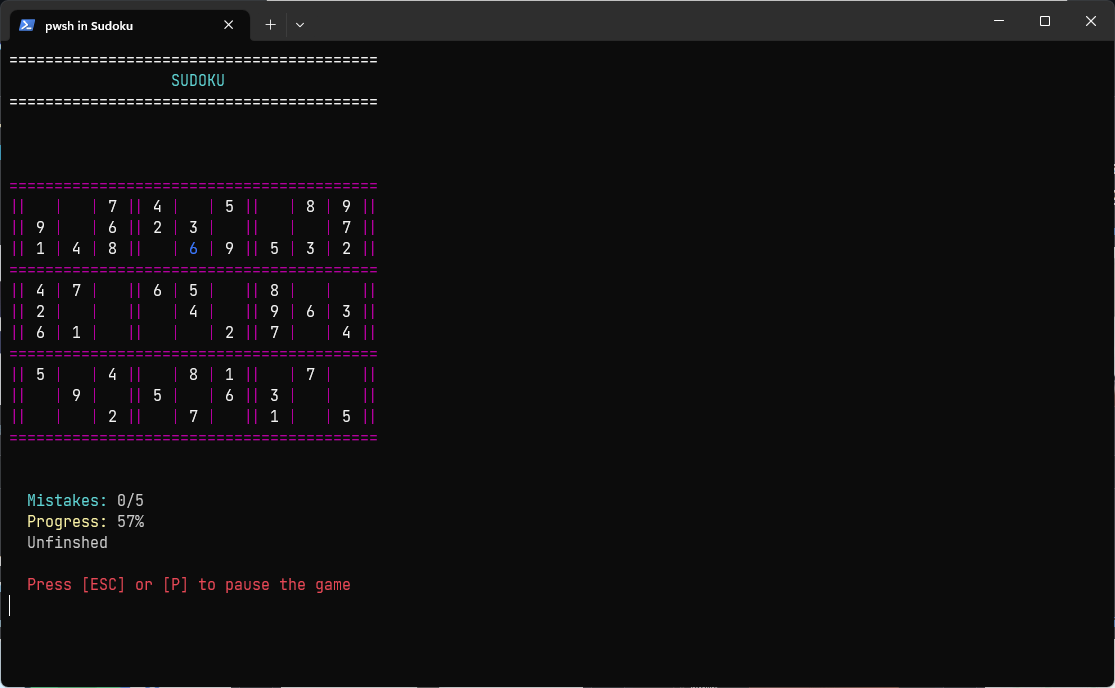 pwsh in Sudoku
=========================================
SUDOKU
=========================================
=========================================
||   |   | 7 || 4 |   | 5 ||   | 8 | 9 ||
|| 9 |   | 6 || 2 | 3 |   ||   |   | 7 ||
|| 1 | 4 | 8 ||   | 6 | 9 || 5 | 3 | 2 ||
=========================================
|| 4 | 7 |   || 6 | 5 |   || 8 |   |   ||
|| 2 |   |   ||   | 4 |   || 9 | 6 | 3 ||
|| 6 | 1 |   ||   |   | 2 || 7 |   | 4 ||
=========================================
|| 5 |   | 4 ||   | 8 | 1 ||   | 7 |   ||
||   | 9 |   || 5 |   | 6 || 3 |   |   ||
||   |   | 2 ||   | 7 |   || 1 |   | 5 ||
=========================================
Mistakes: 0/5
Progress: 57%
Unfinshed
Press [ESC] or [P] to pause the game